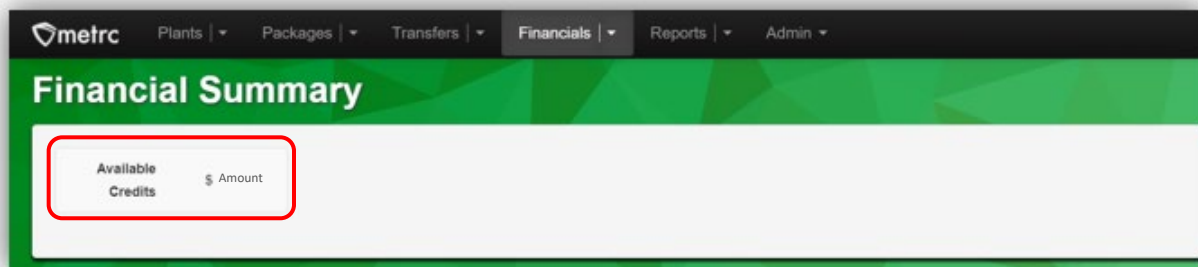 metrc Plants Packages Transfers Financials Reports Admin
Financial Summary
Available
Credits
$ Amount